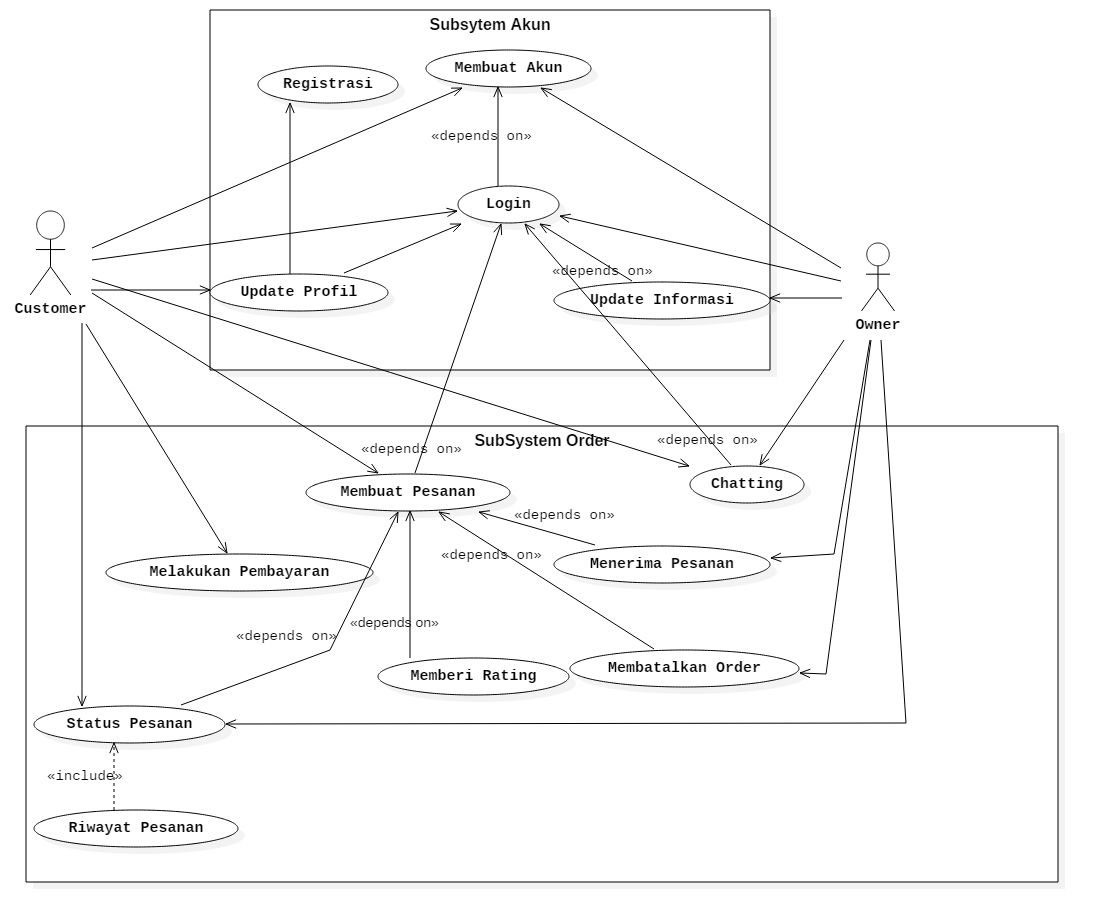 Subsytem Akun
Membuat Akun
Registrasi
«depends on»
Login
«depends on»
Update Profil
Update Informasi
Customer
Owner
SubSystem Order
«depends on»
«depends on»
Chatting
Membuat Pesanan
«depends on»
«depends on»
Menerima Pesanan
Melakukan Pembayaran
«depends on»
«depends on»
Membatalkan Order
Memberi Rating
Status Pesanan
«include»
Riwayat Pesanan